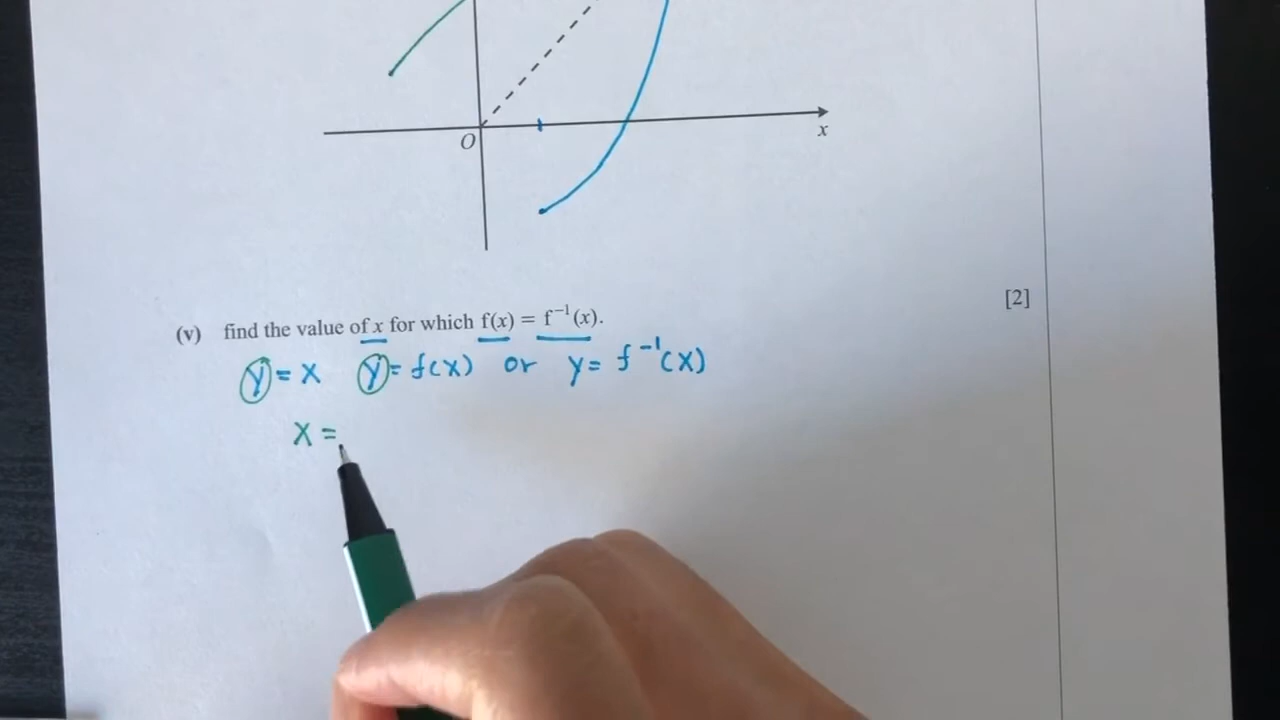 O
x
[2]
(v) find the value of x for which f(x) = f⁻¹(x).
y = x y = f(x) or y = f⁻¹(x)
x =